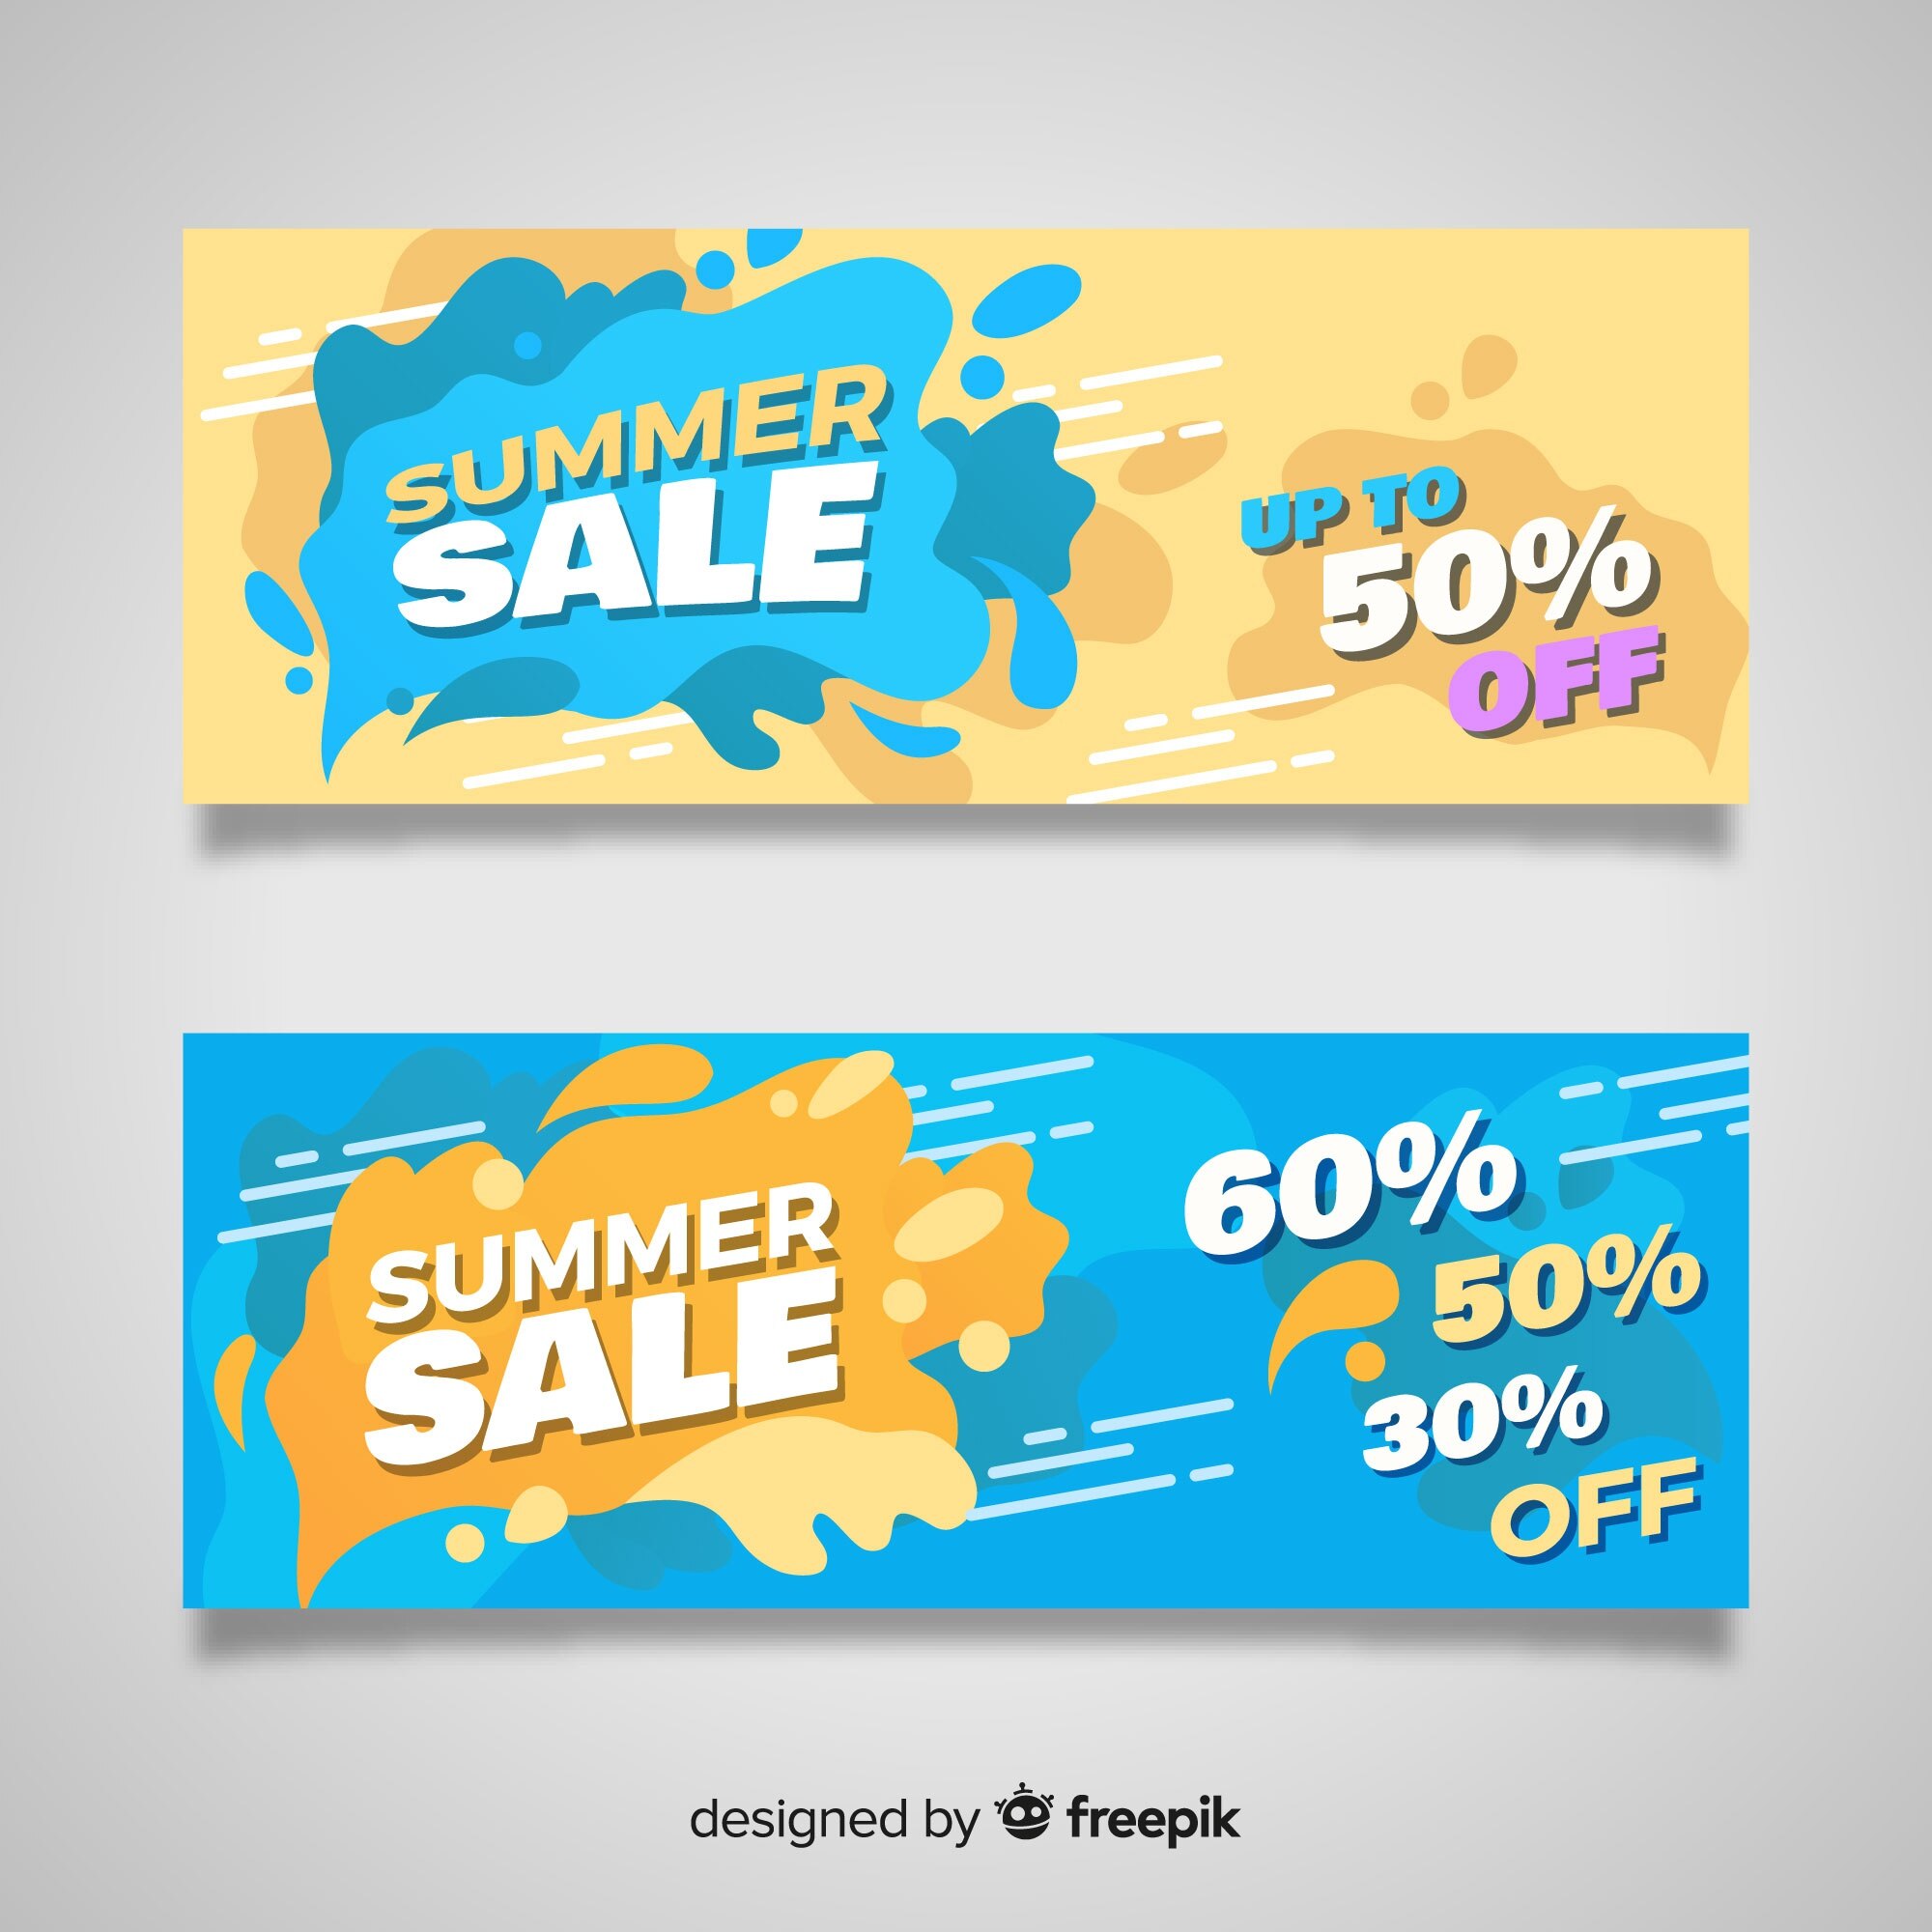 SUMMER
SALE
UP TO
50%
OFF
SUMMER
SALE
60%
50%
30%
OFF
designed by freepik